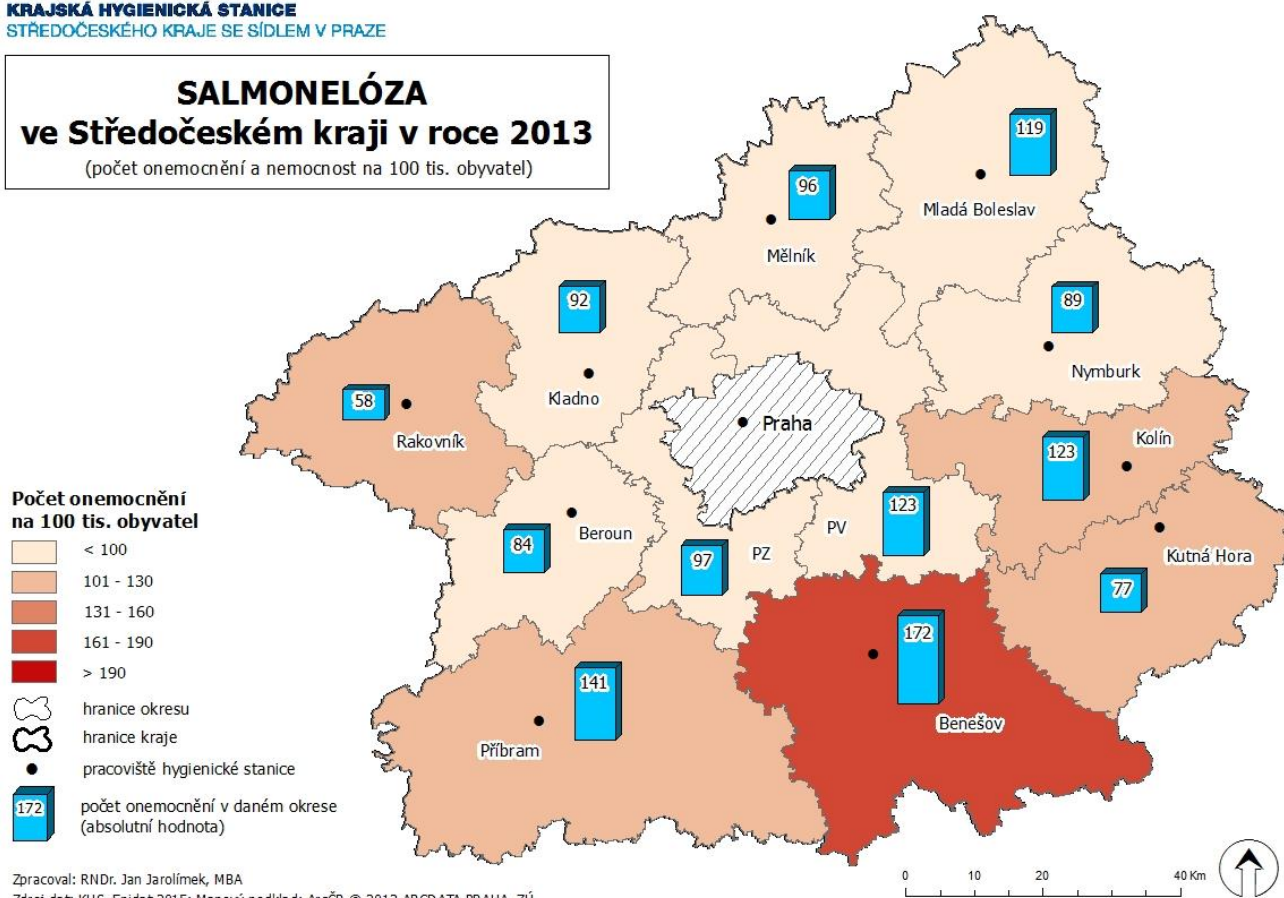 KRAJSKÁ HYGIENICKÁ STANICE
STŘEDOČESKÉHO KRAJE SE SÍDLEM V PRAZE
SALMONELÓZA
ve Středočeském kraji v roce 2013
(počet onemocnění a nemocnost na 100 tis. obyvatel)
119
Mladá Boleslav
96
Mělník
92
Kladno
89
Nymburk
58
Rakovník
Praha
123
Kolín
84
Beroun
97
PZ
PV
123
Kutná Hora
77
172
Benešov
141
Příbram
Počet onemocnění
na 100 tis. obyvatel
< 100
101 - 130
131 - 160
161 - 190
> 190
hranice okresu
hranice kraje
pracoviště hygienické stanice
172
počet onemocnění v daném okrese
(absolutní hodnota)
Zpracoval: RNDr. Jan Jarolímek, MBA
0 10 20 40 Km